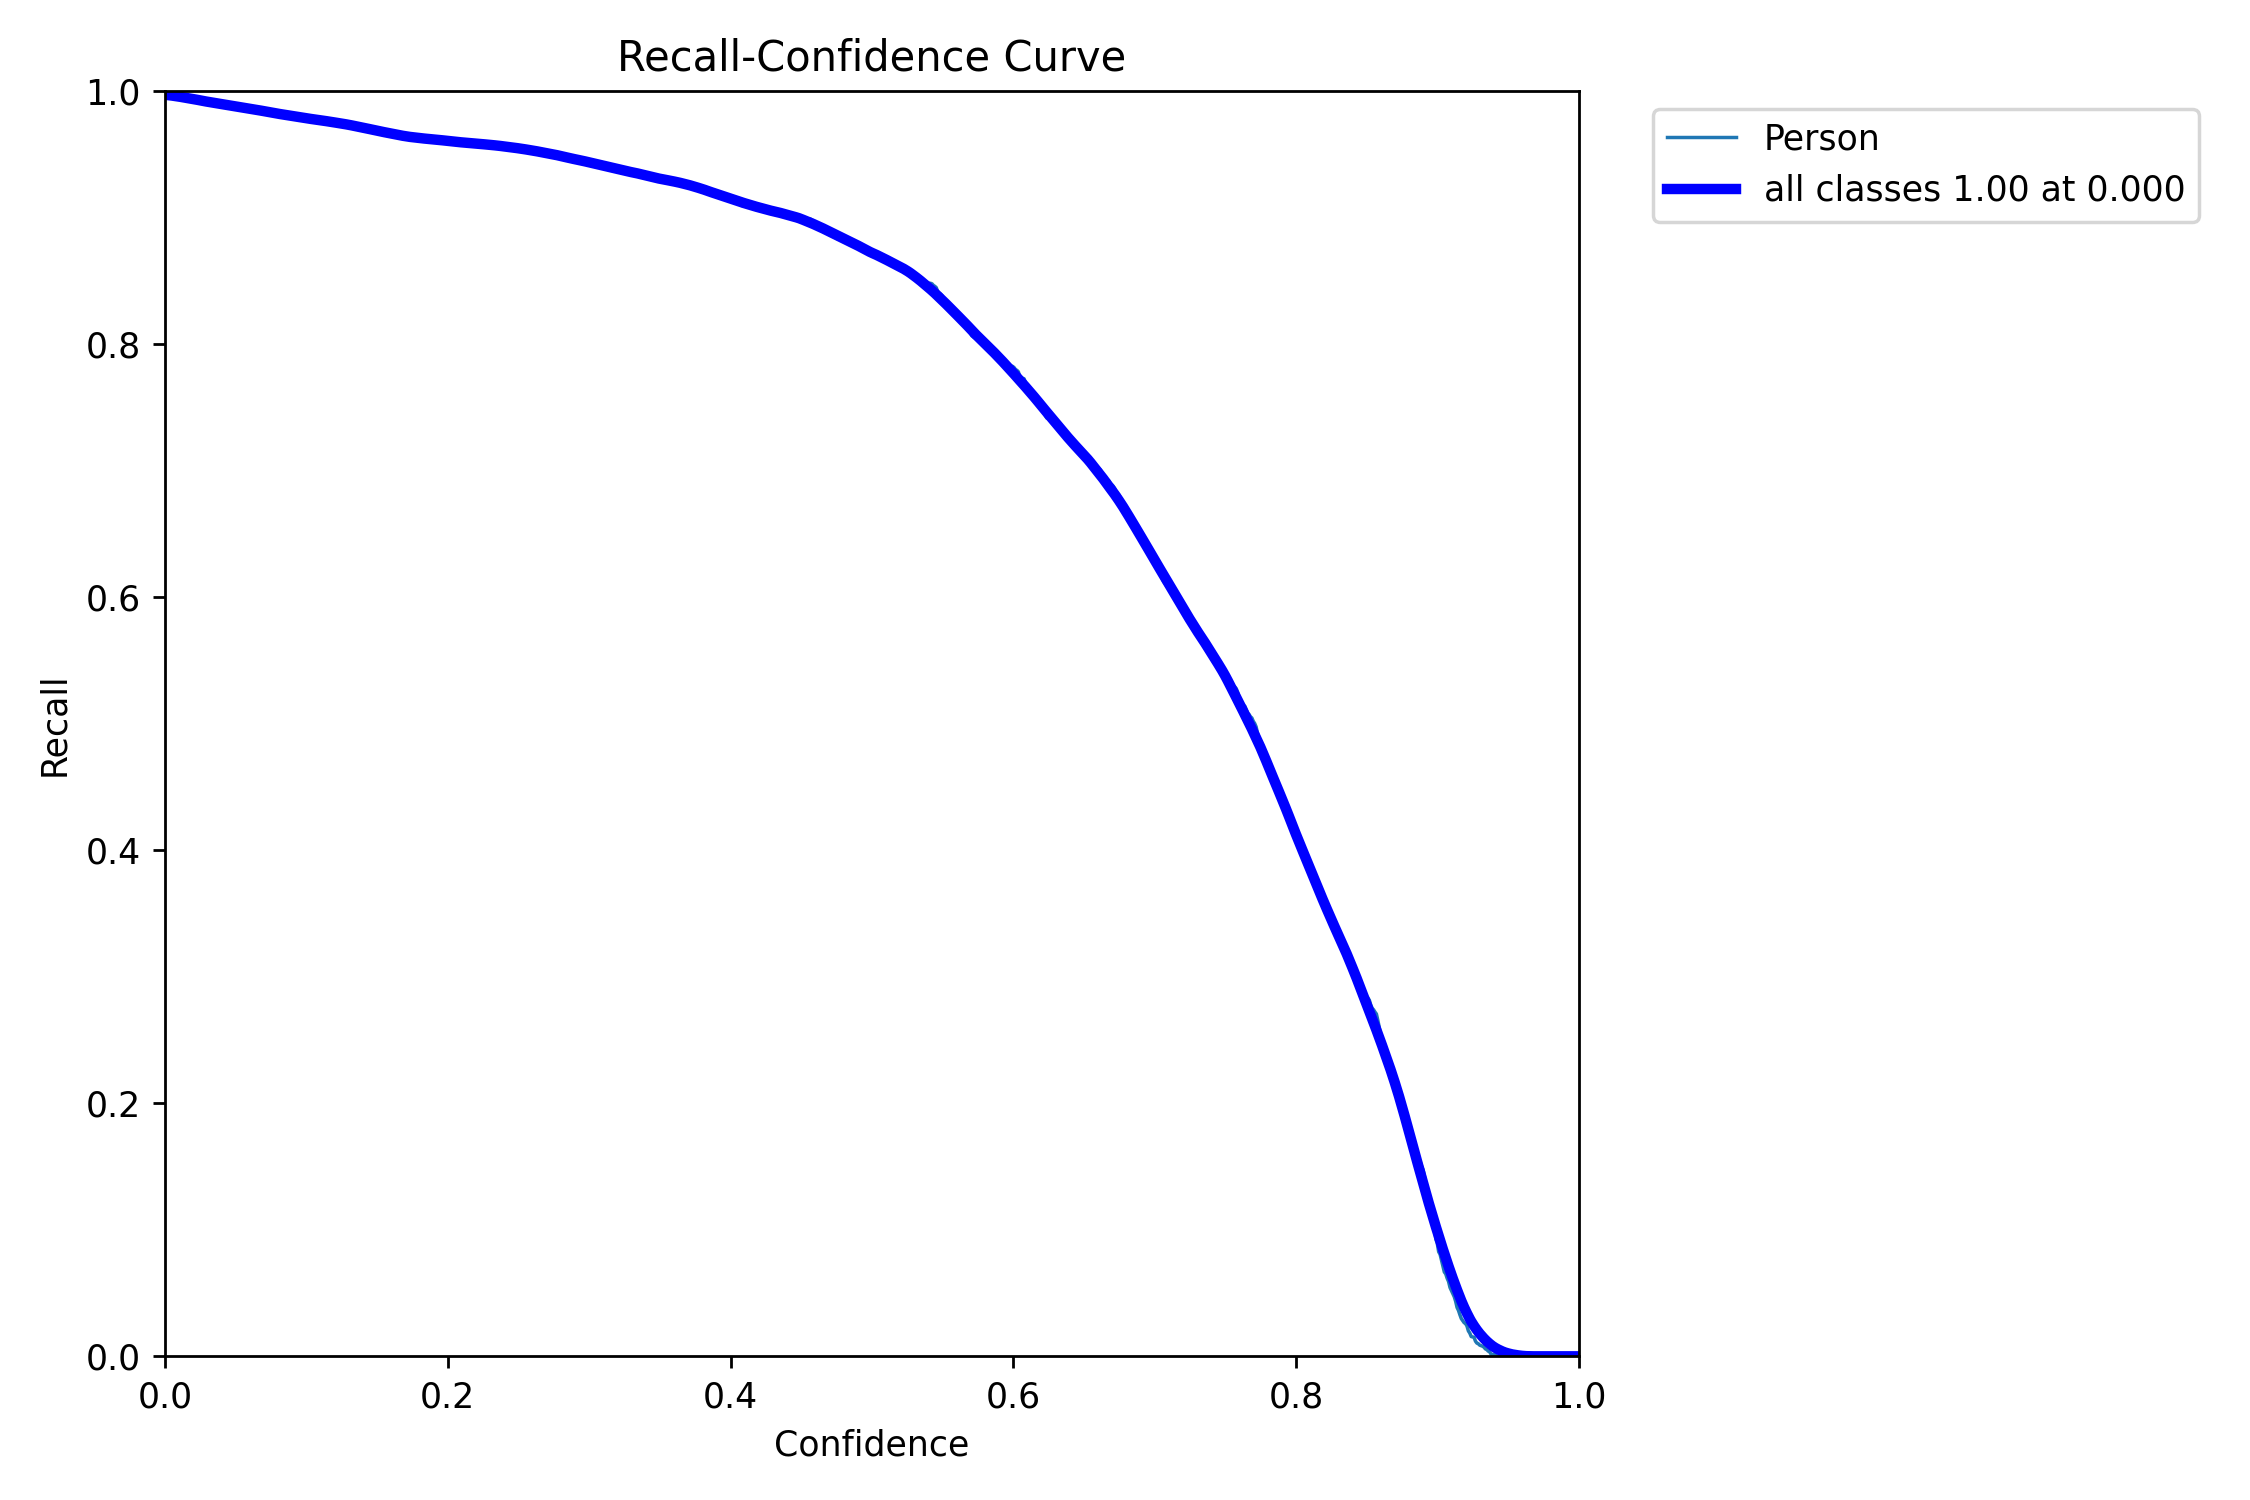 Recall-Confidence Curve
1.0
0.8
0.6
0.4
0.2
0.0
Recall
0.0 0.2 0.4 0.6 0.8 1.0
Confidence
Person
all classes 1.00 at 0.000